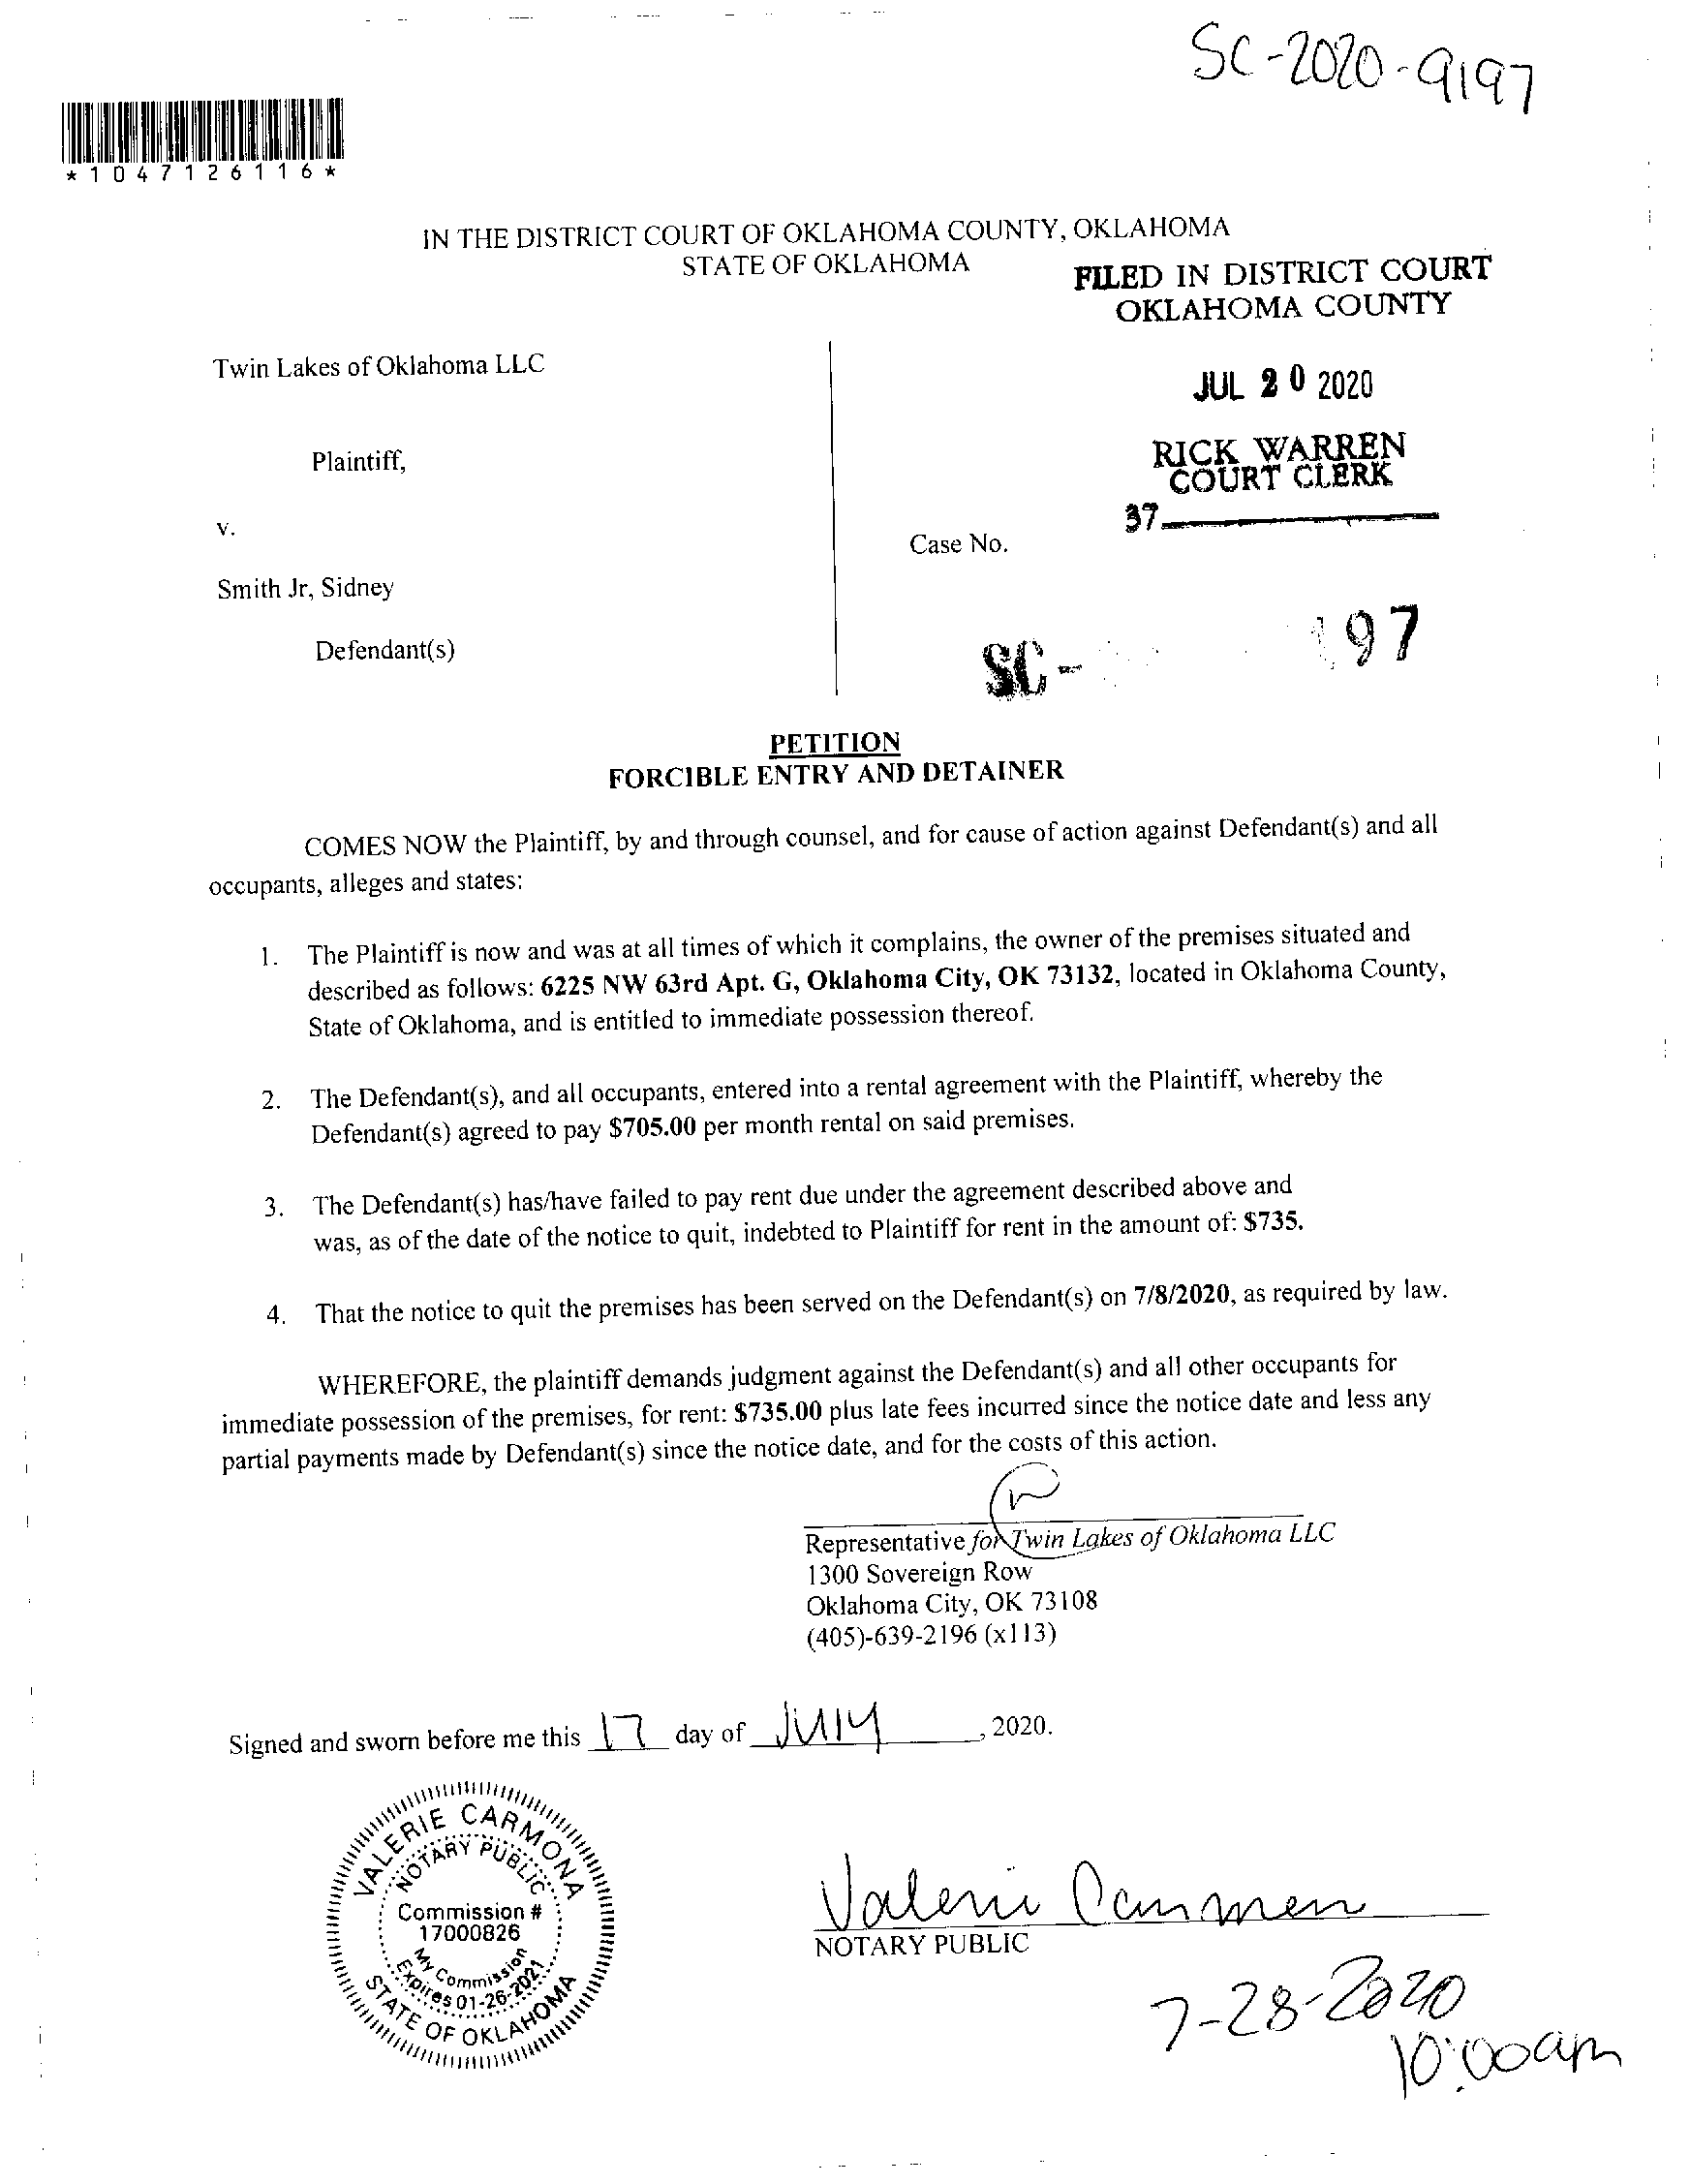 SC-2020-9197
*1047126116*
IN THE DISTRICT COURT OF OKLAHOMA COUNTY, OKLAHOMA
STATE OF OKLAHOMA
FILED IN DISTRICT COURT
OKLAHOMA COUNTY
Twin Lakes of Oklahoma LLC
JUL 20 2020
Plaintiff,
RICK WARREN
COURT CLERK
37
v.
Case No.
Smith Jr, Sidney
Defendant(s)
SC- 197
PETITION
FORCIBLE ENTRY AND DETAINER
COMES NOW the Plaintiff, by and through counsel, and for cause of action against Defendant(s) and all
occupants, alleges and states:
1. The Plaintiff is now and was at all times of which it complains, the owner of the premises situated and
described as follows: 6225 NW 63rd Apt. G, Oklahoma City, OK 73132, located in Oklahoma County,
State of Oklahoma, and is entitled to immediate possession thereof.
2. The Defendant(s), and all occupants, entered into a rental agreement with the Plaintiff, whereby the
Defendant(s) agreed to pay $705.00 per month rental on said premises.
3. The Defendant(s) has/have failed to pay rent due under the agreement described above and
was, as of the date of the notice to quit, indebted to Plaintiff for rent in the amount of: $735.
4. That the notice to quit the premises has been served on the Defendant(s) on 7/8/2020, as required by law.
WHEREFORE, the plaintiff demands judgment against the Defendant(s) and all other occupants for
immediate possession of the premises, for rent: $735.00 plus late fees incurred since the notice date and less any
partial payments made by Defendant(s) since the notice date, and for the costs of this action.
Representative for Twin Lakes of Oklahoma LLC
1300 Sovereign Row
Oklahoma City, OK 73108
(405)-639-2196 (x113)
Signed and sworn before me this 17 day of JUly, 2020.
VALERIE CARMONA
NOTARY PUBLIC
Commission #
17000826
My Commission
Expires 01-26-2021
STATE OF OKLAHOMA
NOTARY PUBLIC
7-28-2020
10:00am